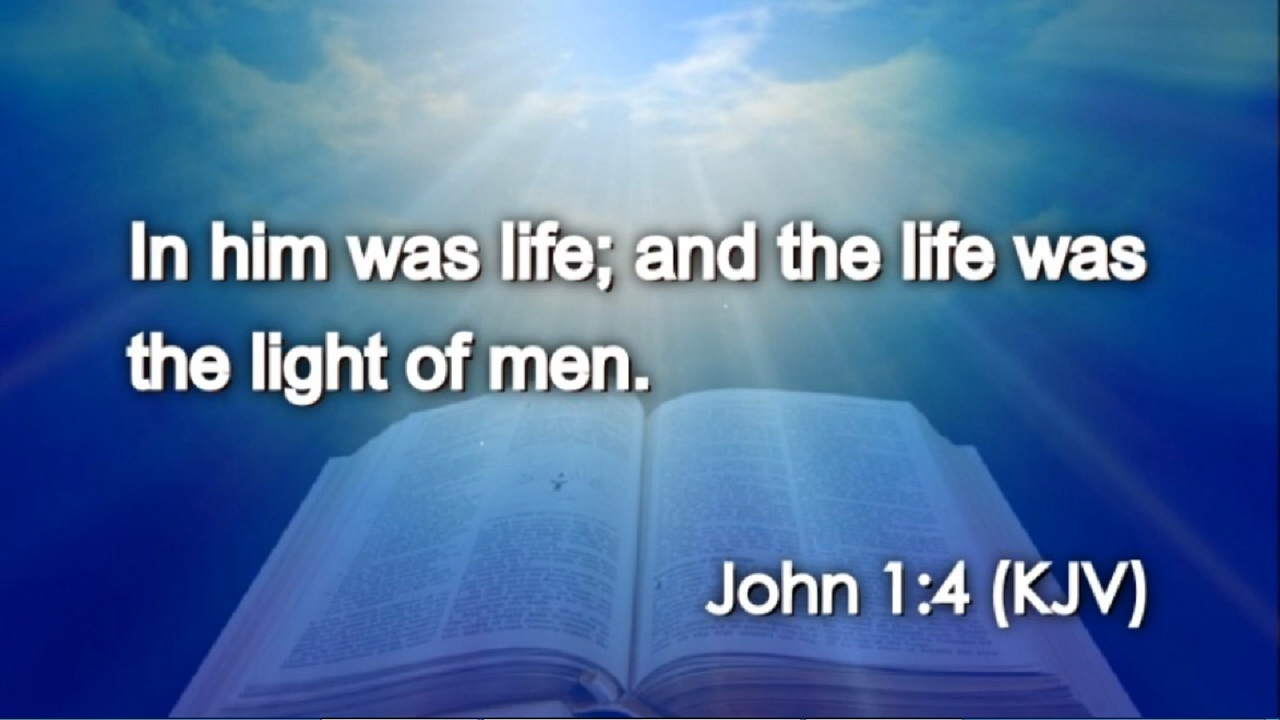 In him was life; and the life was
the light of men.
John 1:4 (KJV)